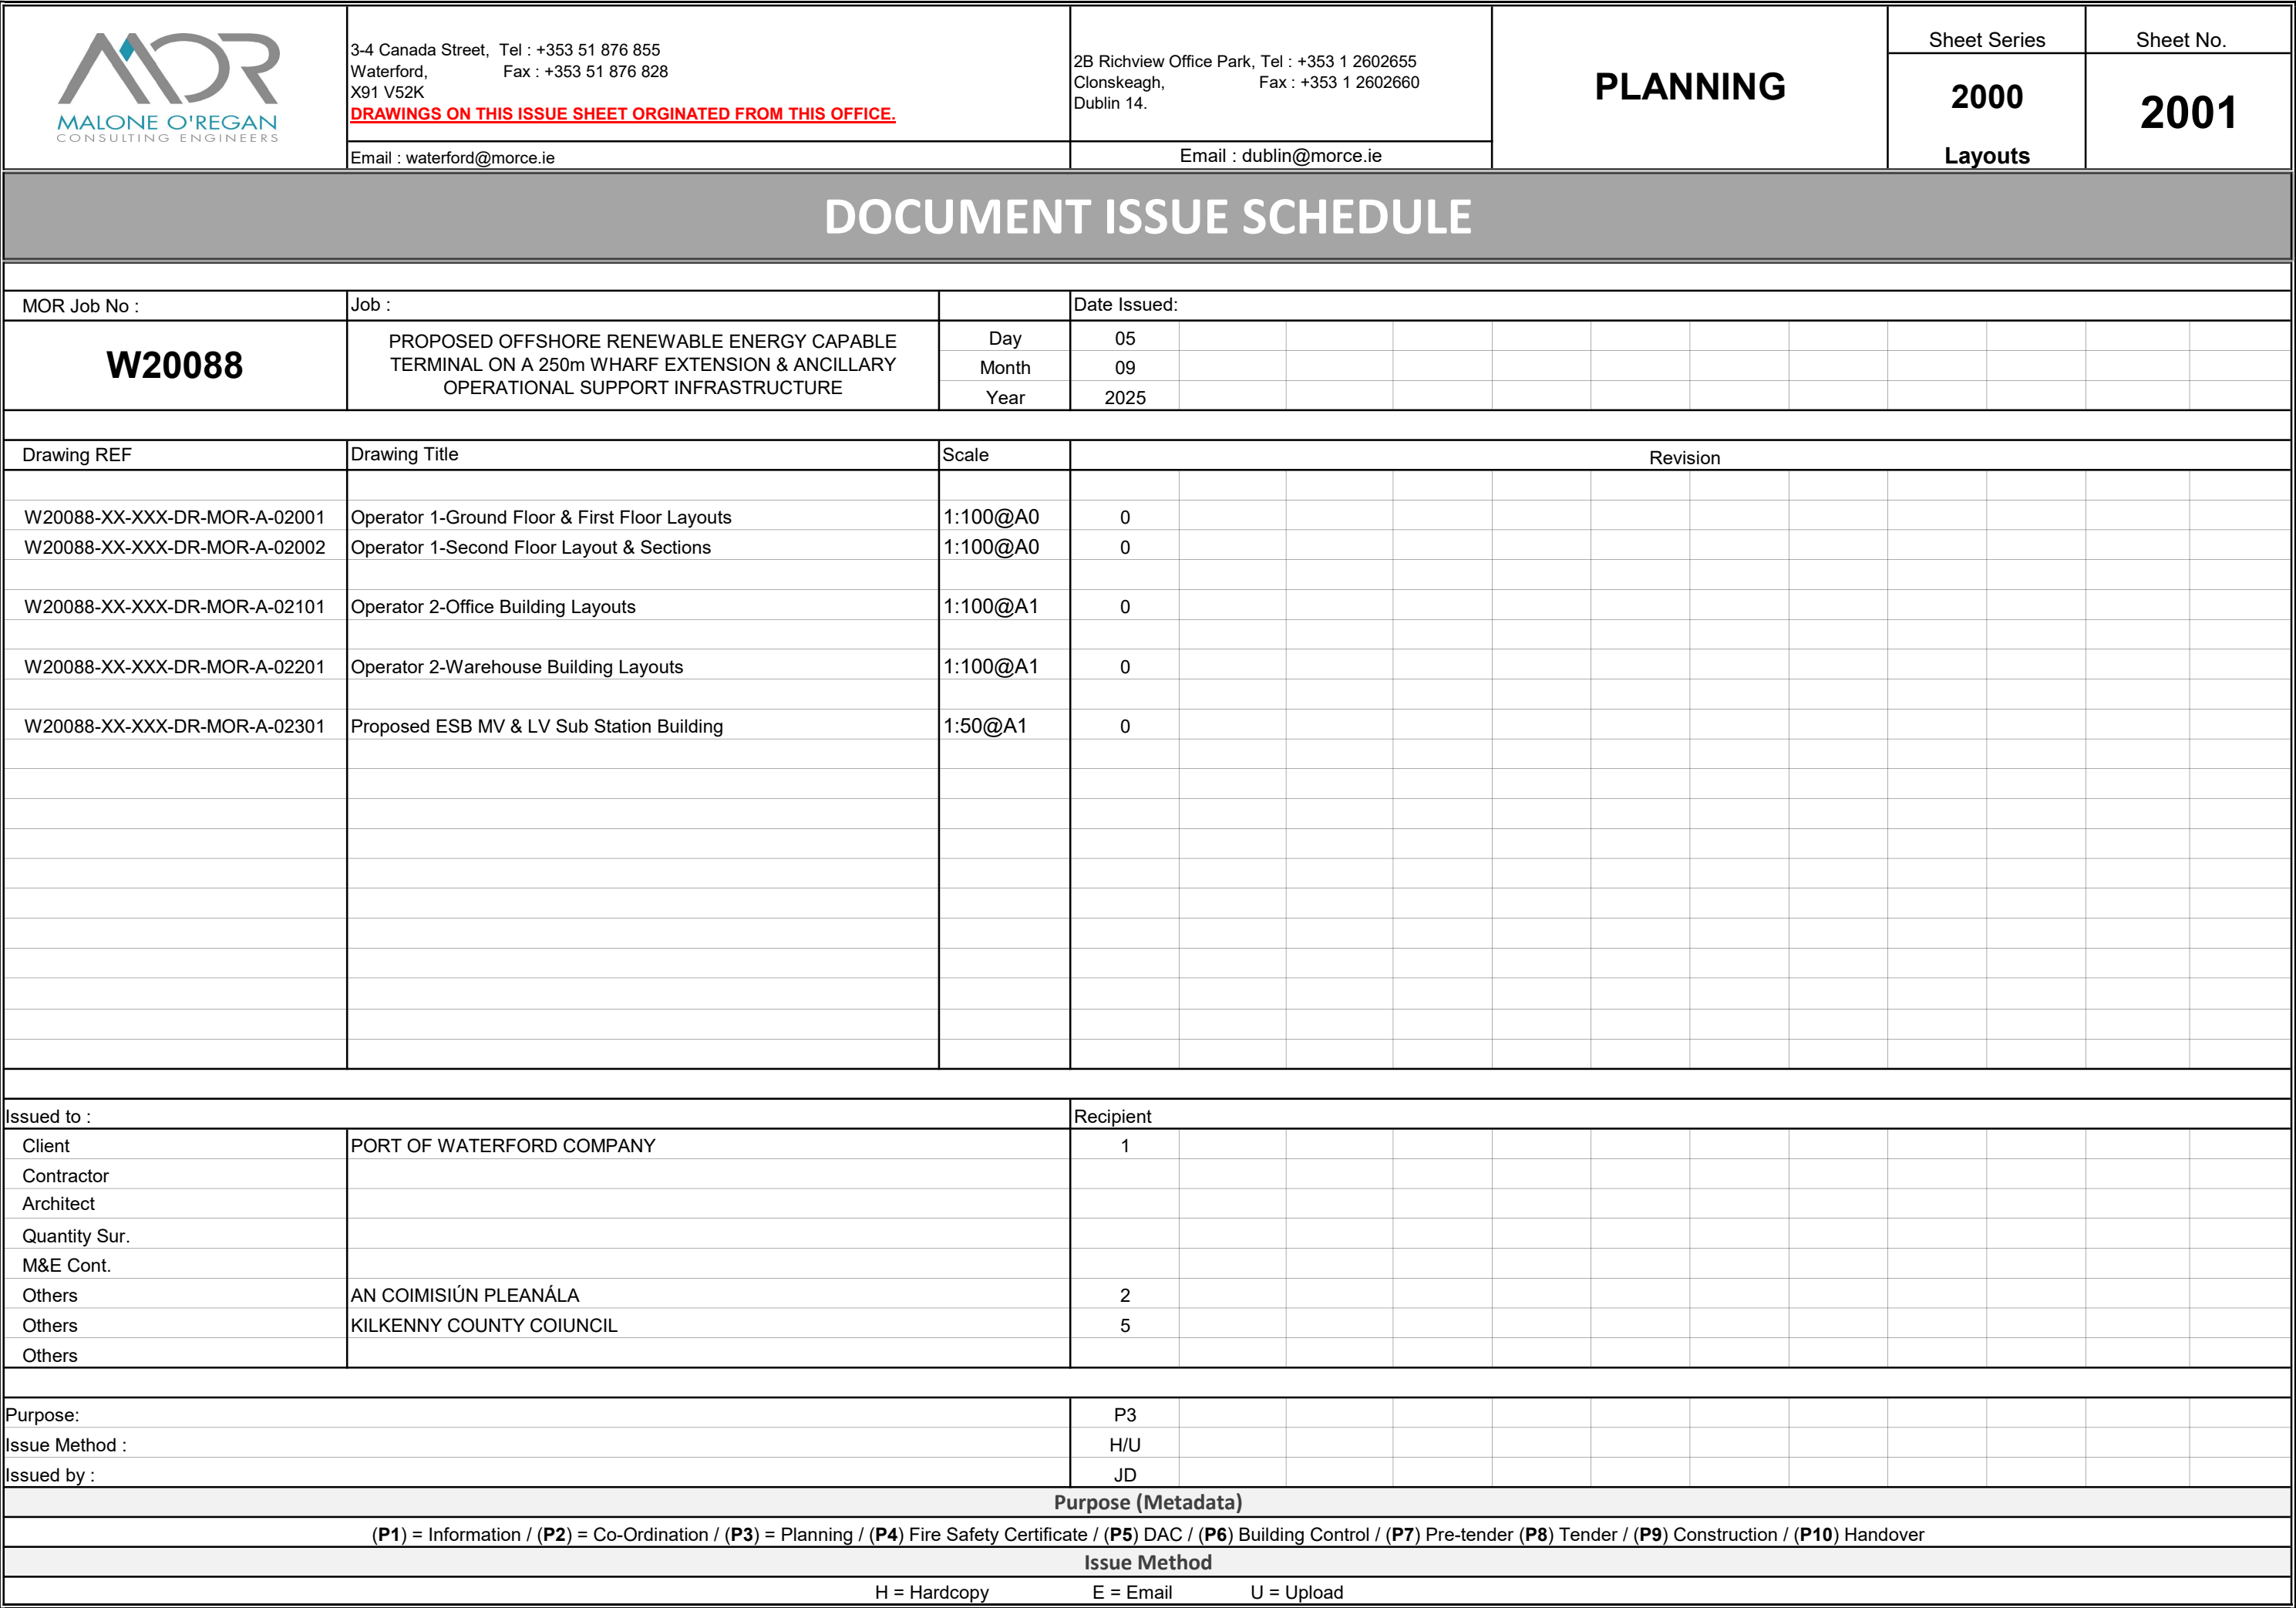 MOR
MALONE O'REGAN
CONSULTING ENGINEERS
3-4 Canada Street, Tel : +353 51 876 855
Waterford, Fax : +353 51 876 828
X91 V52K
DRAWINGS ON THIS ISSUE SHEET ORGINATED FROM THIS OFFICE.
Email : waterford@morce.ie
2B Richview Office Park, Tel : +353 1 2602655
Clonskeagh, Fax : +353 1 2602660
Dublin 14.
Email : dublin@morce.ie
PLANNING
Sheet Series
2000
Layouts
Sheet No.
2001
DOCUMENT ISSUE SCHEDULE
MOR Job No :
W20088
Job :
PROPOSED OFFSHORE RENEWABLE ENERGY CAPABLE
TERMINAL ON A 250m WHARF EXTENSION & ANCILLARY
OPERATIONAL SUPPORT INFRASTRUCTURE
Date Issued:
Day 05
Month 09
Year 2025
Drawing REF Drawing Title Scale Revision
W20088-XX-XXX-DR-MOR-A-02001 Operator 1-Ground Floor & First Floor Layouts 1:100@A0 0
W20088-XX-XXX-DR-MOR-A-02002 Operator 1-Second Floor Layout & Sections 1:100@A0 0
W20088-XX-XXX-DR-MOR-A-02101 Operator 2-Office Building Layouts 1:100@A1 0
W20088-XX-XXX-DR-MOR-A-02201 Operator 2-Warehouse Building Layouts 1:100@A1 0
W20088-XX-XXX-DR-MOR-A-02301 Proposed ESB MV & LV Sub Station Building 1:50@A1 0
Issued to : Recipient
Client PORT OF WATERFORD COMPANY 1
Contractor
Architect
Quantity Sur.
M&E Cont.
Others AN COIMISIÚN PLEANÁLA 2
Others KILKENNY COUNTY COIUNCIL 5
Others
Purpose: P3
Issue Method : H/U
Issued by : JD
Purpose (Metadata)
(P1) = Information / (P2) = Co-Ordination / (P3) = Planning / (P4) Fire Safety Certificate / (P5) DAC / (P6) Building Control / (P7) Pre-tender (P8) Tender / (P9) Construction / (P10) Handover
Issue Method
H = Hardcopy E = Email U = Upload